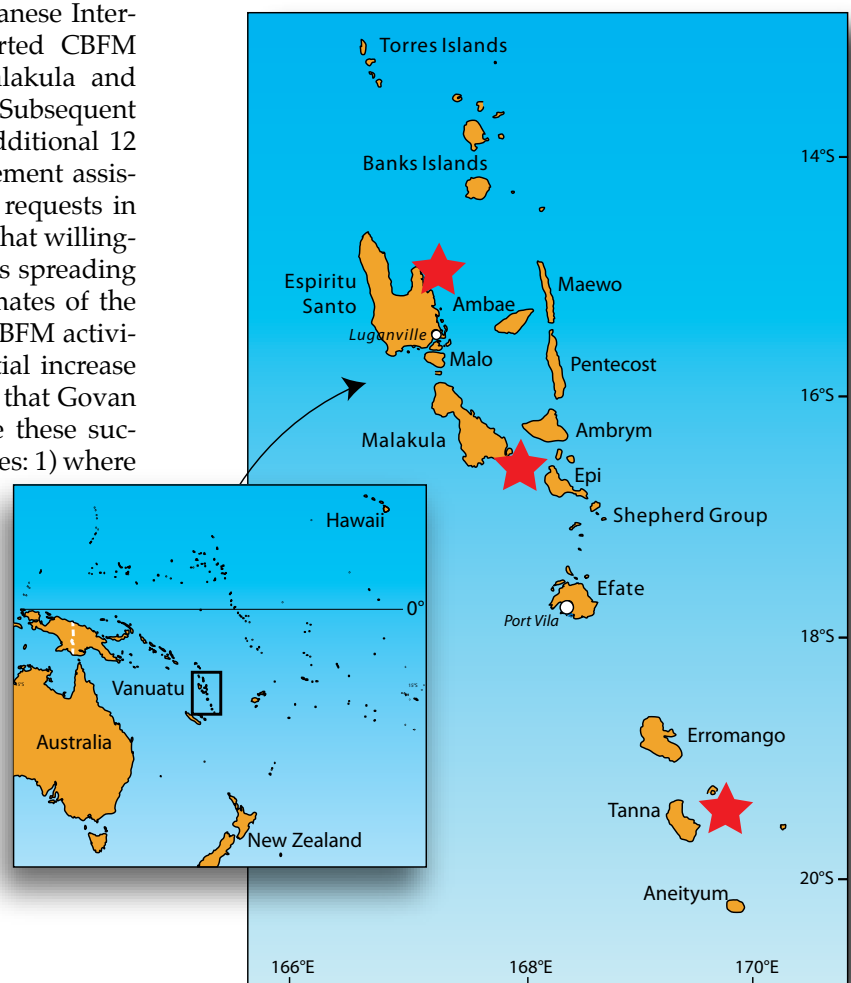 anese Inter-
rted CBFM
lakula and
Subsequent
dditional 12
ement assis-
requests in
hat willing-
s spreading
nates of the
BFM activi-
tial increase
that Govan
e these suc-
es: 1) where
Torres Islands
Banks Islands
14°S
Espiritu
Santo
Ambae
Maewo
Luganville
Malo
Pentecost
16°S
Malakula
Ambrym
Epi
Shepherd Group
Efate
Port Vila
18°S
Erromango
Tanna
20°S
Aneityum
166°E
168°E
170°E
Hawaii
0°
Vanuatu
Australia
New Zealand